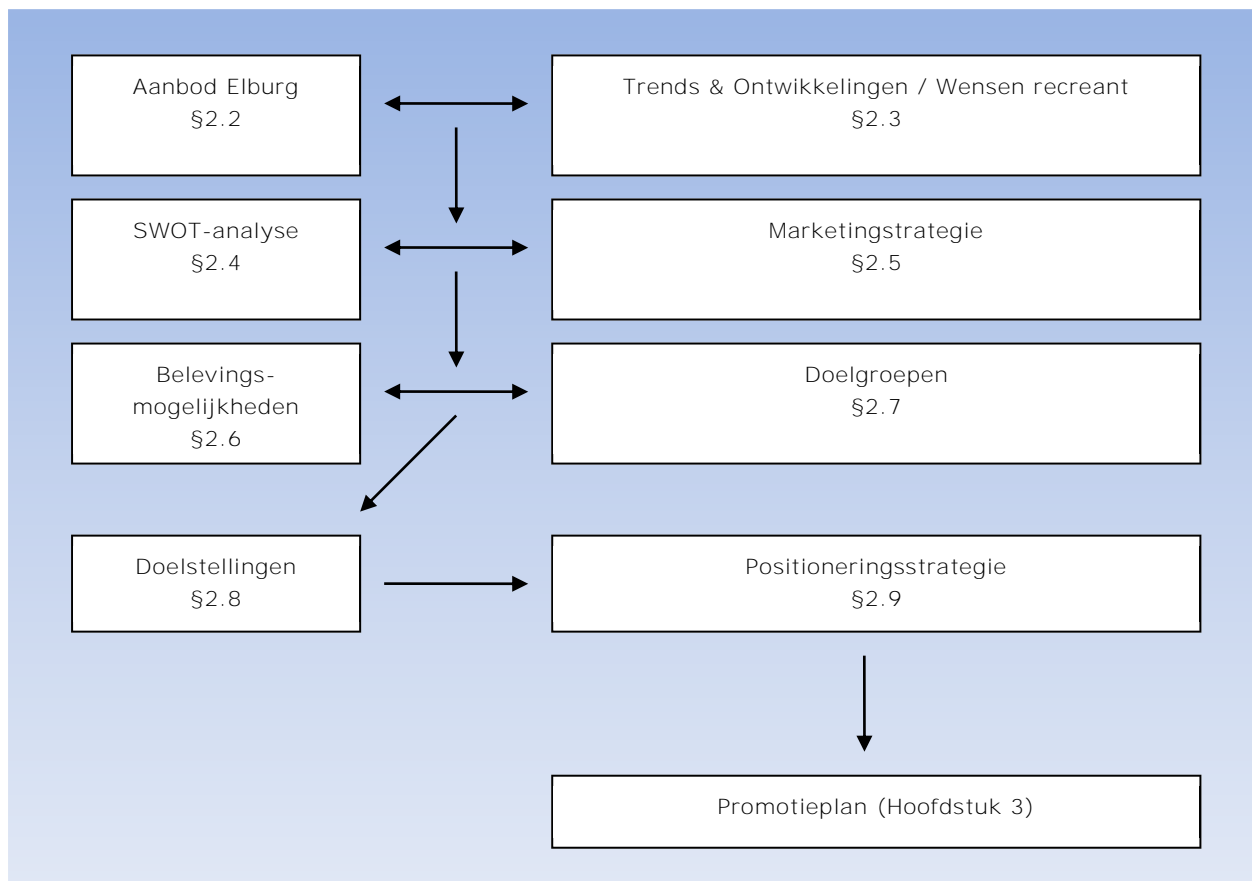 Aanbod Elburg
§2.2
Trends & Ontwikkelingen / Wensen recreant
§2.3
SWOT-analyse
§2.4
Marketingstrategie
§2.5
Belevings-
mogelijkheden
§2.6
Doelgroepen
§2.7
Doelstellingen
§2.8
Positioneringsstrategie
§2.9
Promotieplan (Hoofdstuk 3)